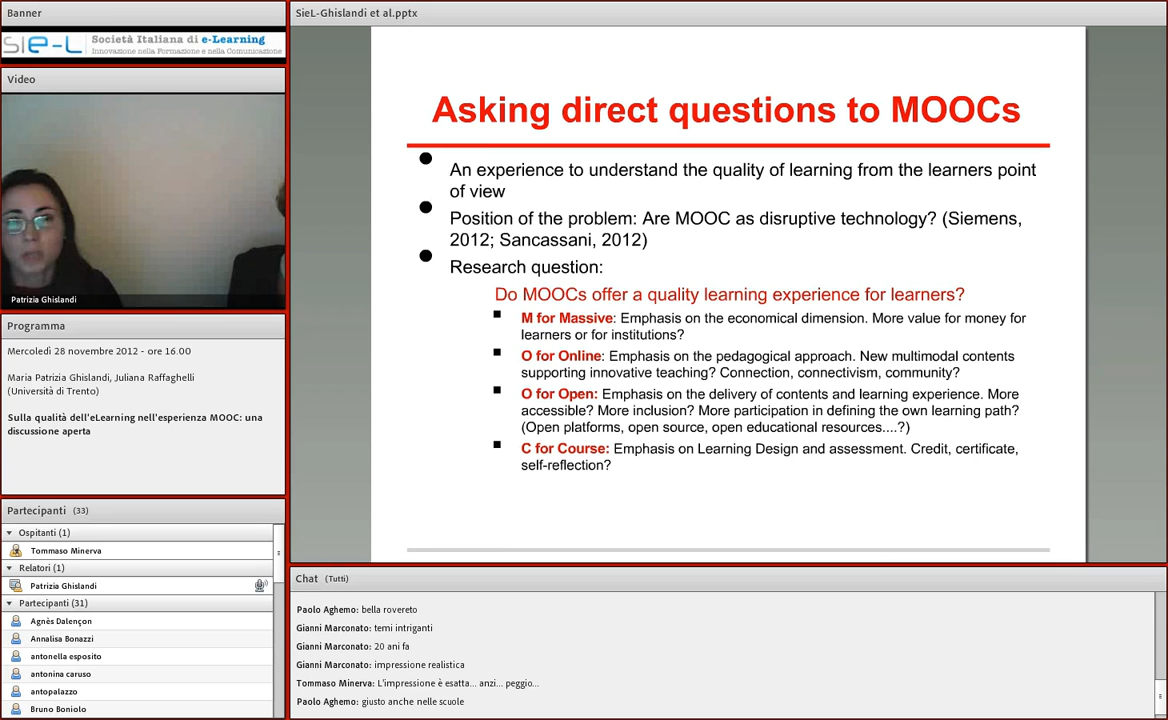 Banner
SIe-L Società Italiana di e-Learning
Innovazione nella Formazione e nella Comunicazione
Video
Patrizia Ghislandi
Programma
Mercoledì 28 novembre 2012 - ore 16.00
Maria Patrizia Ghislandi, Juliana Raffaghelli
(Università di Trento)
Sulla qualità dell'eLearning nell'esperienza MOOC: una
discussione aperta
Partecipanti (33)
Ospitanti (1)
Tommaso Minerva
Relatori (1)
Patrizia Ghislandi
Partecipanti (31)
Agnès Dalençon
Annalisa Bonazzi
antonella esposito
antonina caruso
antopalazzo
Bruno Boniolo
SieL-Ghislandi et al.pptx
Asking direct questions to MOOCs
An experience to understand the quality of learning from the learners point
of view
Position of the problem: Are MOOC as disruptive technology? (Siemens,
2012; Sancassani, 2012)
Research question:
Do MOOCs offer a quality learning experience for learners?
M for Massive: Emphasis on the economical dimension. More value for money for
learners or for institutions?
O for Online: Emphasis on the pedagogical approach. New multimodal contents
supporting innovative teaching? Connection, connectivism, community?
O for Open: Emphasis on the delivery of contents and learning experience. More
accessible? More inclusion? More participation in defining the own learning path?
(Open platforms, open source, open educational resources....?)
C for Course: Emphasis on Learning Design and assessment. Credit, certificate,
self-reflection?
Chat (Tutti)
Paolo Aghemo: bella rovereto
Gianni Marconato: temi intriganti
Gianni Marconato: 20 ani fa
Gianni Marconato: impressione realistica
Tommaso Minerva: L'impressione è esatta... anzi... peggio...
Paolo Aghemo: giusto anche nelle scuole